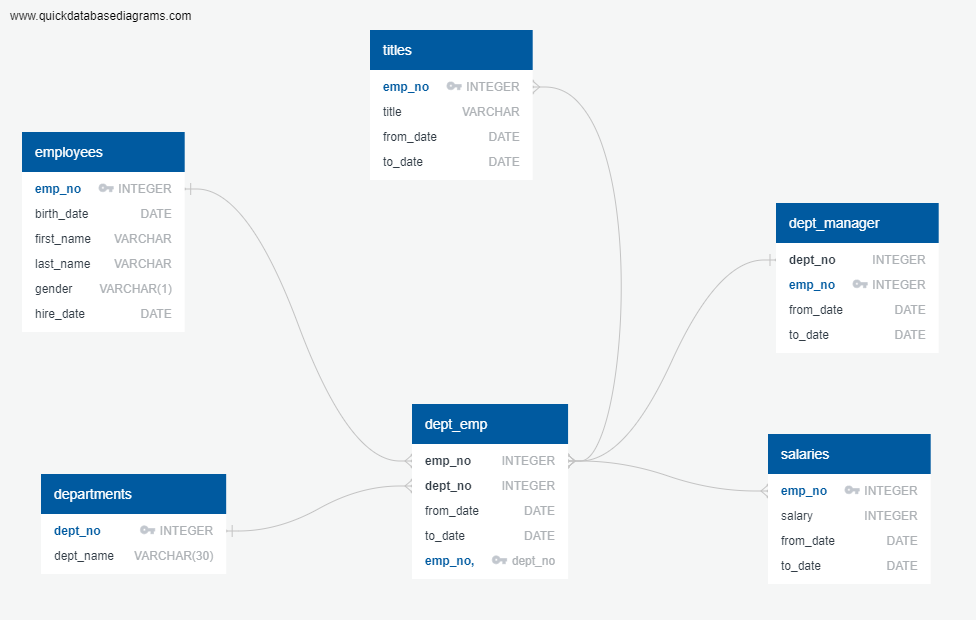 www.quickdatabasediagrams.com
titles
emp_no INTEGER
title VARCHAR
from_date DATE
to_date DATE
employees
emp_no INTEGER
birth_date DATE
first_name VARCHAR
last_name VARCHAR
gender VARCHAR(1)
hire_date DATE
dept_manager
dept_no INTEGER
emp_no INTEGER
from_date DATE
to_date DATE
dept_emp
emp_no INTEGER
dept_no INTEGER
from_date DATE
to_date DATE
emp_no, dept_no
departments
dept_no INTEGER
dept_name VARCHAR(30)
salaries
emp_no INTEGER
salary INTEGER
from_date DATE
to_date DATE